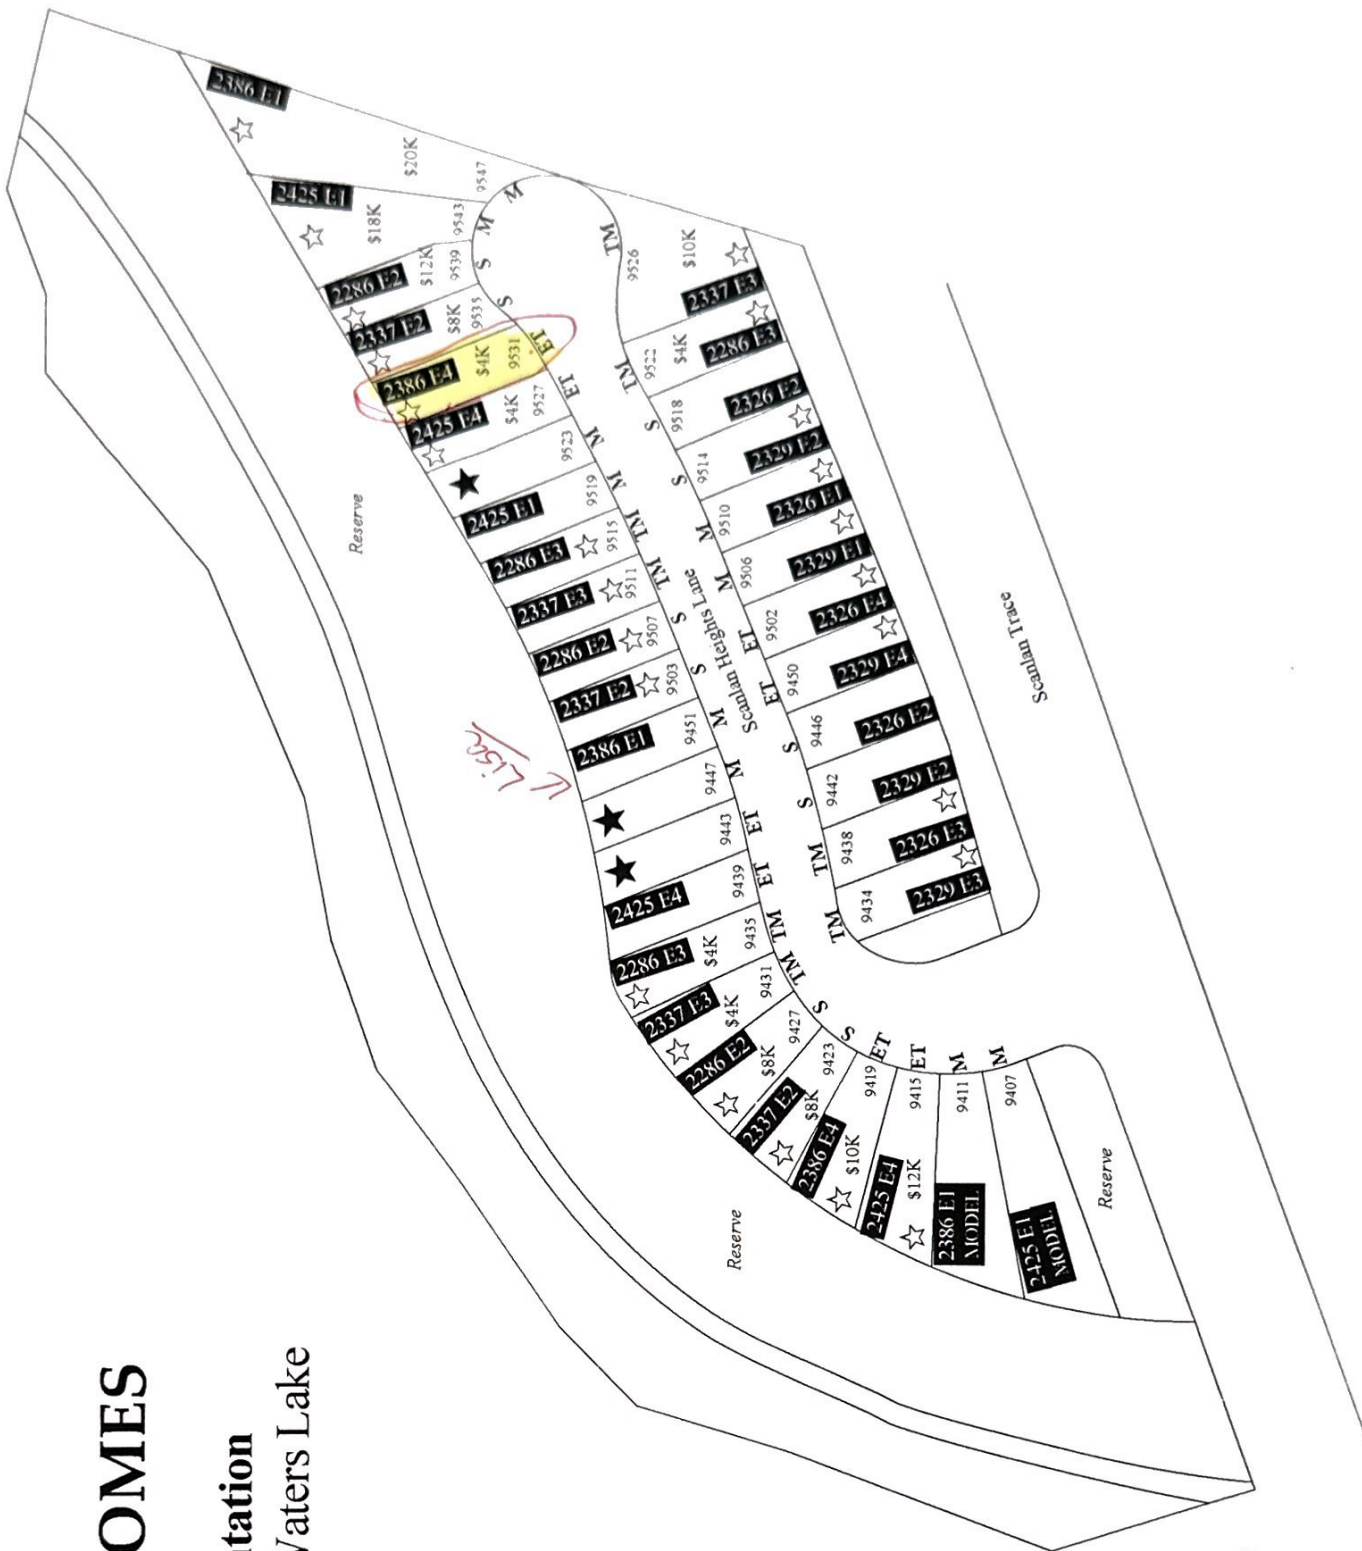 OMES
tation
Waters Lake
Reserve
2386 E1
$20K
9547
M
2425 E1
$18K
9543
M
2286 E2
$12K
9539
S
2337 E2
$8K
9535
S
2386 E4
$4K
9531
ET
2425 E4
$4K
9527
ET
9523
M
2425 E1
9519
M
2286 E3
9515
TM
2337 E3
9511
TM
2286 E2
9507
S
2337 E2
9503
S
2386 E1
9451
M
Lisa
9447
M
9443
ET
2425 E4
9439
ET
2286 E3
$4K
9435
TM
2337 E3
$4K
9431
TM
2286 E2
$8K
9427
S
2337 E2
$8K
9423
S
2386 E4
$10K
9419
ET
2425 E4
$12K
9415
ET
2386 E1
MODEL
9411
M
2425 E1
MODEL
9407
M
Reserve
Reserve
Scanlan Heights Lane
TM
9526
$10K
2337 E3
TM
9522
$4K
2286 E3
S
9518
2326 E2
S
9514
2329 E2
M
9510
2326 E1
M
9506
2329 E1
ET
9502
2326 E4
ET
9450
2329 E4
S
9446
2326 E2
S
9442
2329 E2
TM
9438
2326 E3
TM
9434
2329 E3
Scanlan Trace